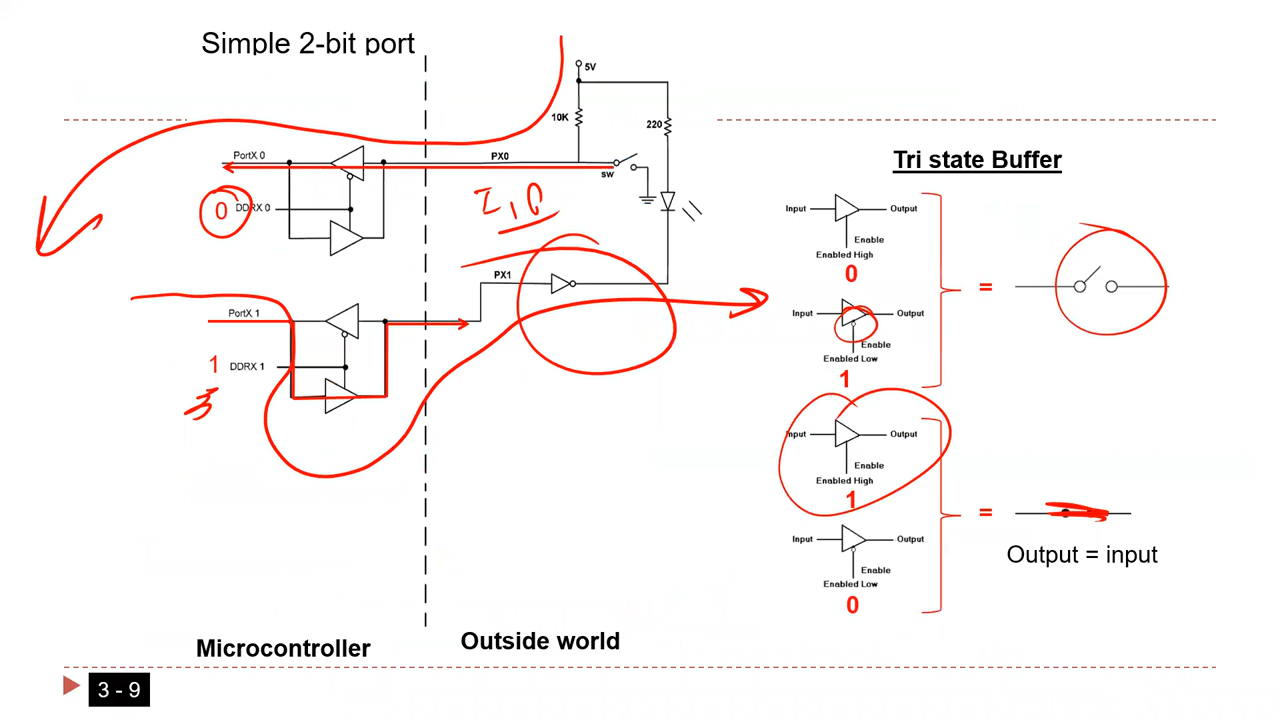 Simple 2-bit port
5V
10K
220
PortX 0
PX0
sw
0
DDRX 0
I,0
PX1
PortX 1
1
DDRX 1
Microcontroller
Outside world
Tri state Buffer
Input
Output
Enable
Enabled High
0
=
Input
Output
Enable
Enabled Low
1
Input
Output
Enable
Enabled High
1
=
Output = input
Input
Output
Enable
Enabled Low
0
3 - 9